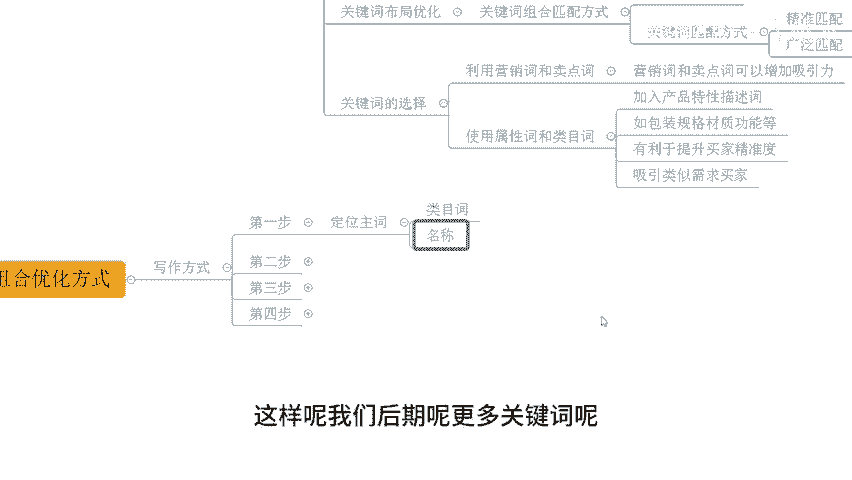 关键词布局优化
关键词组合匹配方式
关键词匹配方式
精准匹配
广泛匹配
关键词的选择
利用营销词和卖点词
营销词和卖点词可以增加吸引力
使用属性词和类目词
加入产品特性描述词
如包装规格材质功能等
有利于提升买家精准度
吸引类似需求买家
组合优化方式
写作方式
第一步
定位主词
类目词
名称
第二步
第三步
第四步
这样呢我们后期呢更多关键词呢